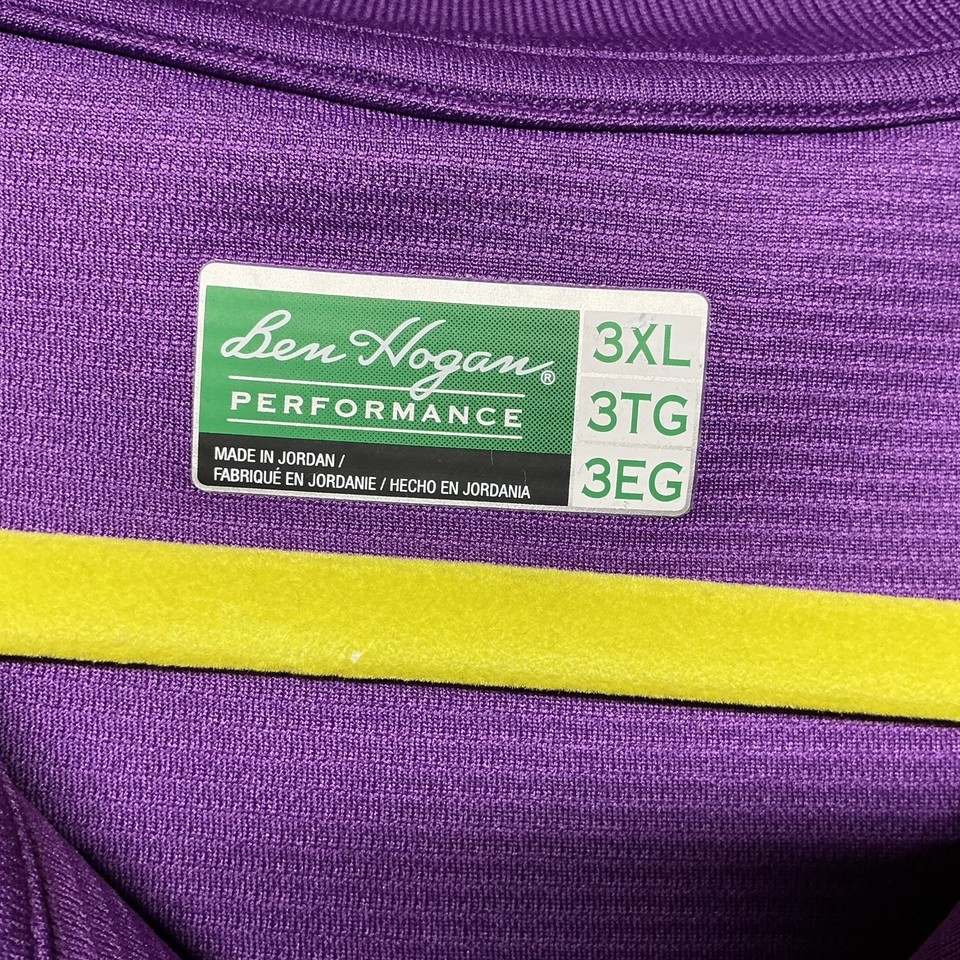 Ben Hogan®
PERFORMANCE
MADE IN JORDAN /
FABRIQUÉ EN JORDANIE / HECHO EN JORDANIA
3XL
3TG
3EG